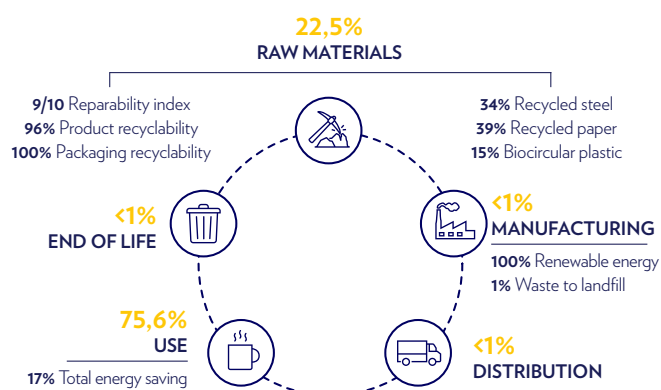 22,5%
RAW MATERIALS
9/10 Reparability index
96% Product recyclability
100% Packaging recyclability
34% Recycled steel
39% Recycled paper
15% Biocircular plastic
<1%
END OF LIFE
<1%
MANUFACTURING
100% Renewable energy
1% Waste to landfill
75,6%
USE
17% Total energy saving
<1%
DISTRIBUTION